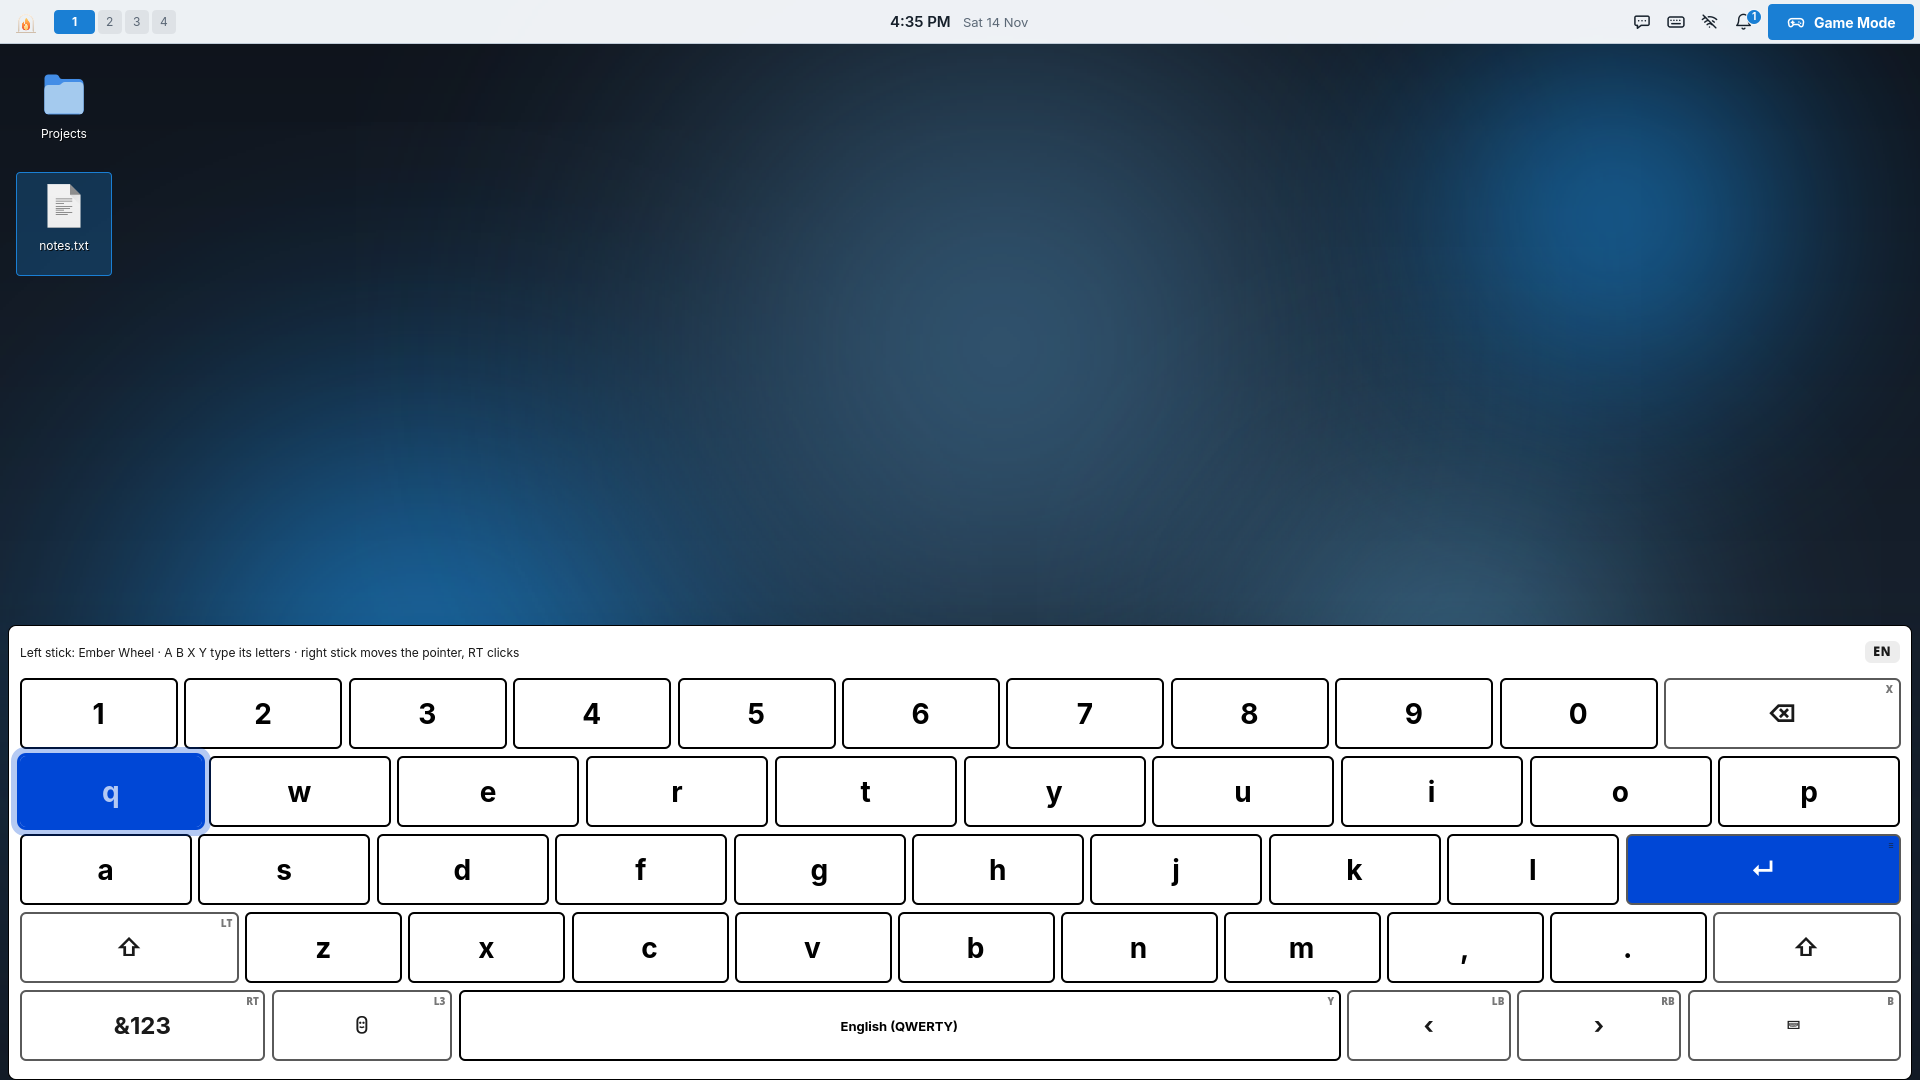 1 2 3 4
4:35 PM Sat 14 Nov
1
Game Mode
Projects
notes.txt
Left stick: Ember Wheel · A B X Y type its letters · right stick moves the pointer, RT clicks
EN
1 2 3 4 5 6 7 8 9 0 X
q w e r t y u i o p
a s d f g h j k l
LT z x c v b n m , .
&123 RT L3 English (QWERTY) Y ‹ LB › RB B